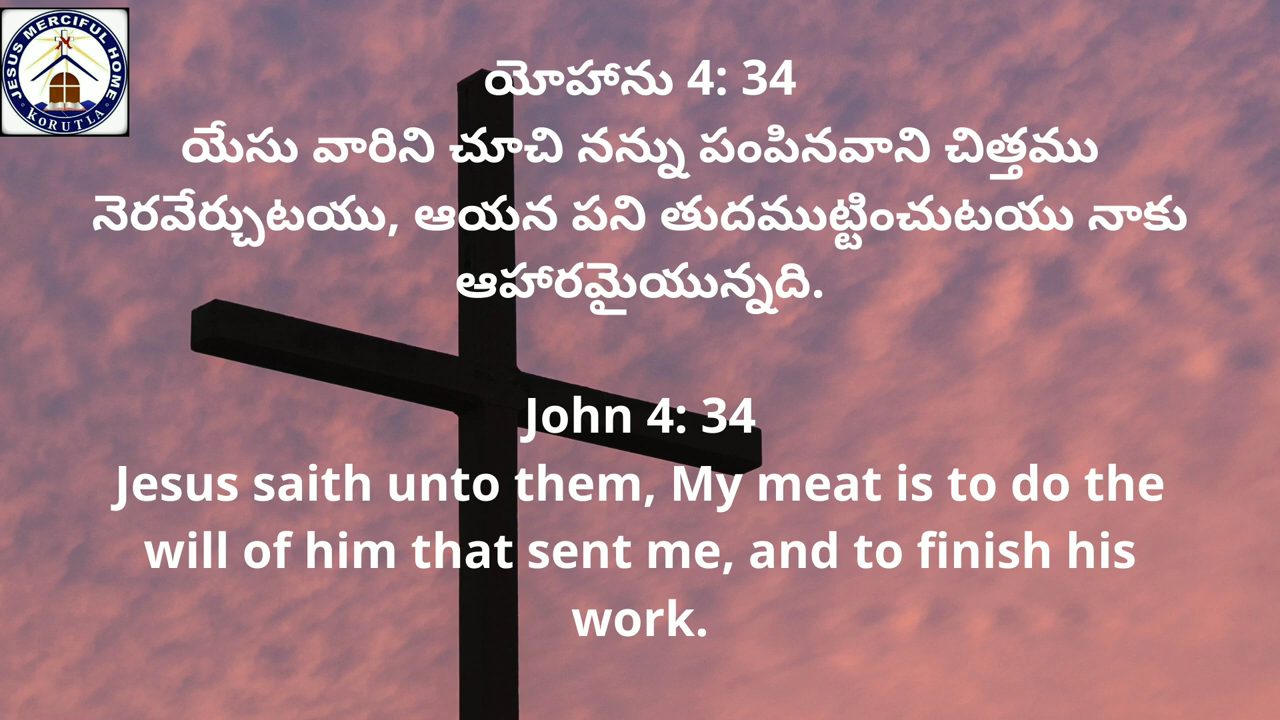 JESUS MERCIFUL HOME
KORUTLA
యోహాను 4: 34
యేసు వారిని చూచి నన్ను పంపినవాని చిత్తము
నెరవేర్చుటయు, ఆయన పని తుదముట్టించుటయు నాకు
ఆహారమైయున్నది.
John 4: 34
Jesus saith unto them, My meat is to do the
will of him that sent me, and to finish his
work.